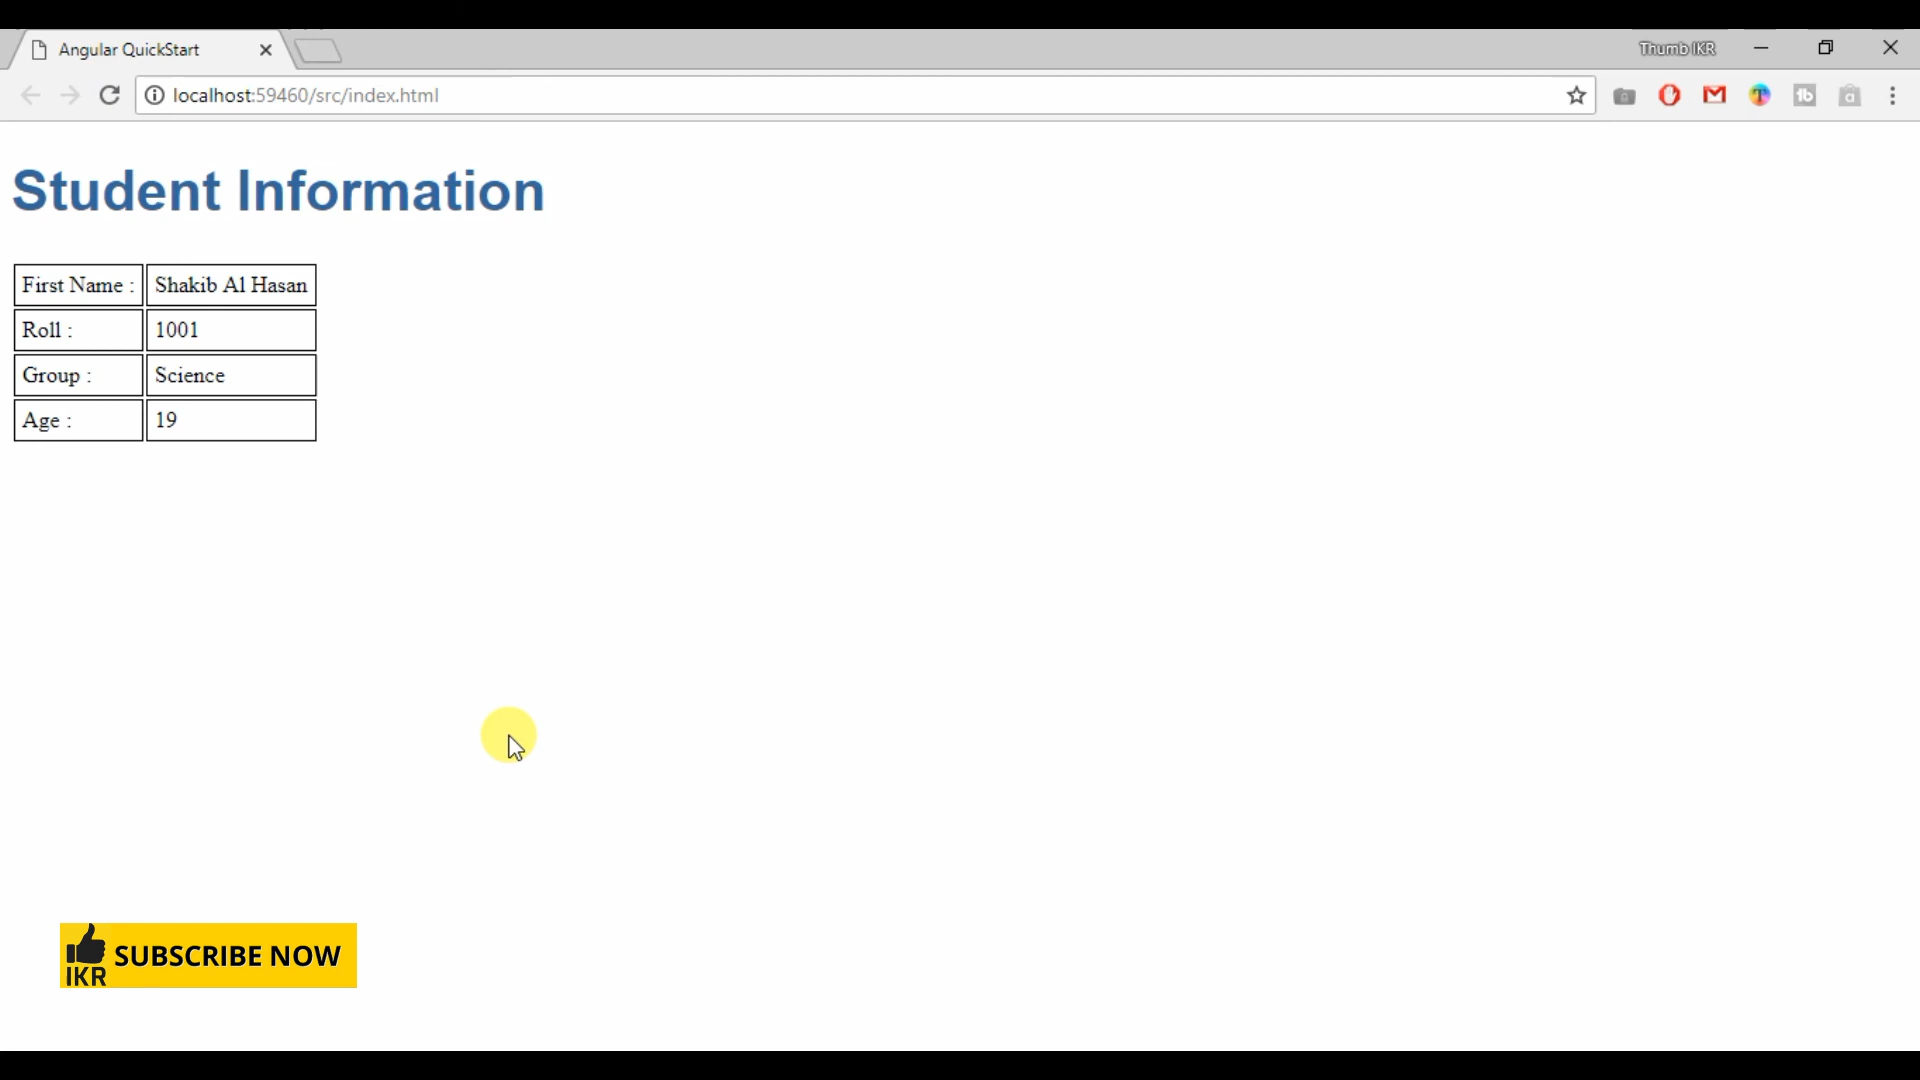 Angular QuickStart
Thumb IKR
localhost:59460/src/index.html
Student Information
First Name : Shakib Al Hasan
Roll : 1001
Group : Science
Age : 19
IKR SUBSCRIBE NOW